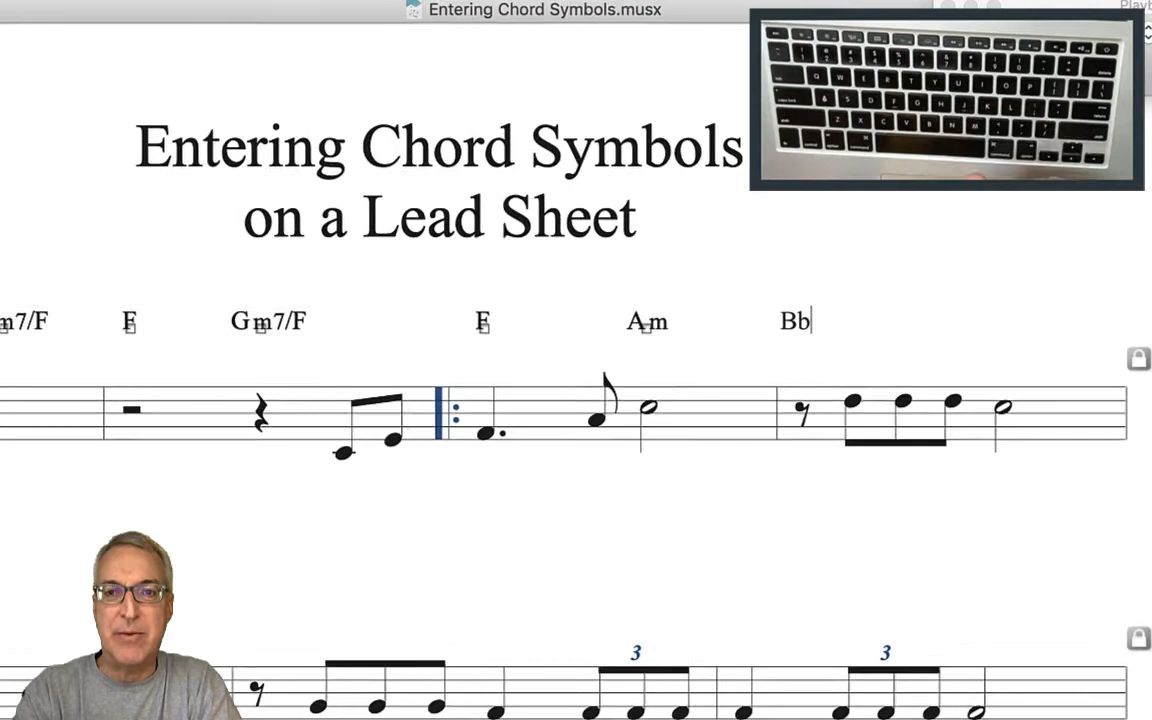 Entering Chord Symbols.musx
Entering Chord Symbols
on a Lead Sheet
m7/F F Gm7/F F Am Bb
3 3